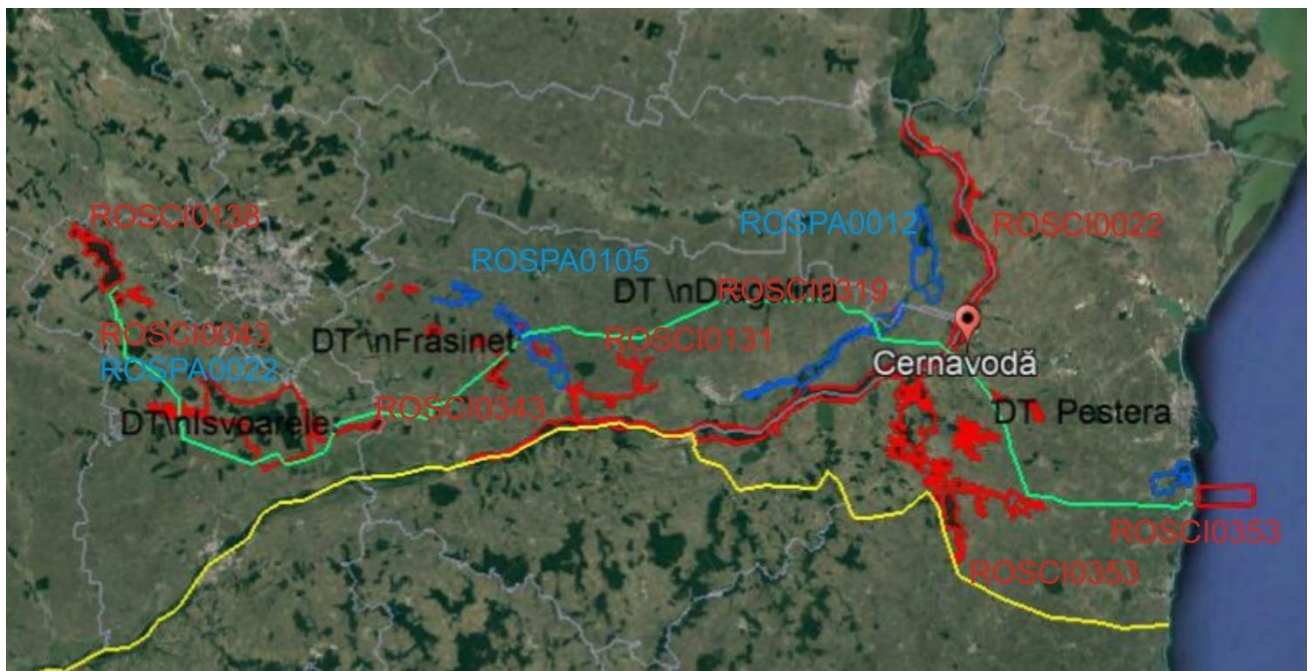 ROSCI0138
ROSPA0012
ROSCI0022
ROSPA0105
DT \nD
ROSCI0319
DT \nFrasinet
ROSCI0131
ROSCI0043
ROSPA0022
Cernavodă
ROSCI0343
DT\nIsvoarele
DT Pestera
ROSCI0353
ROSCI0353